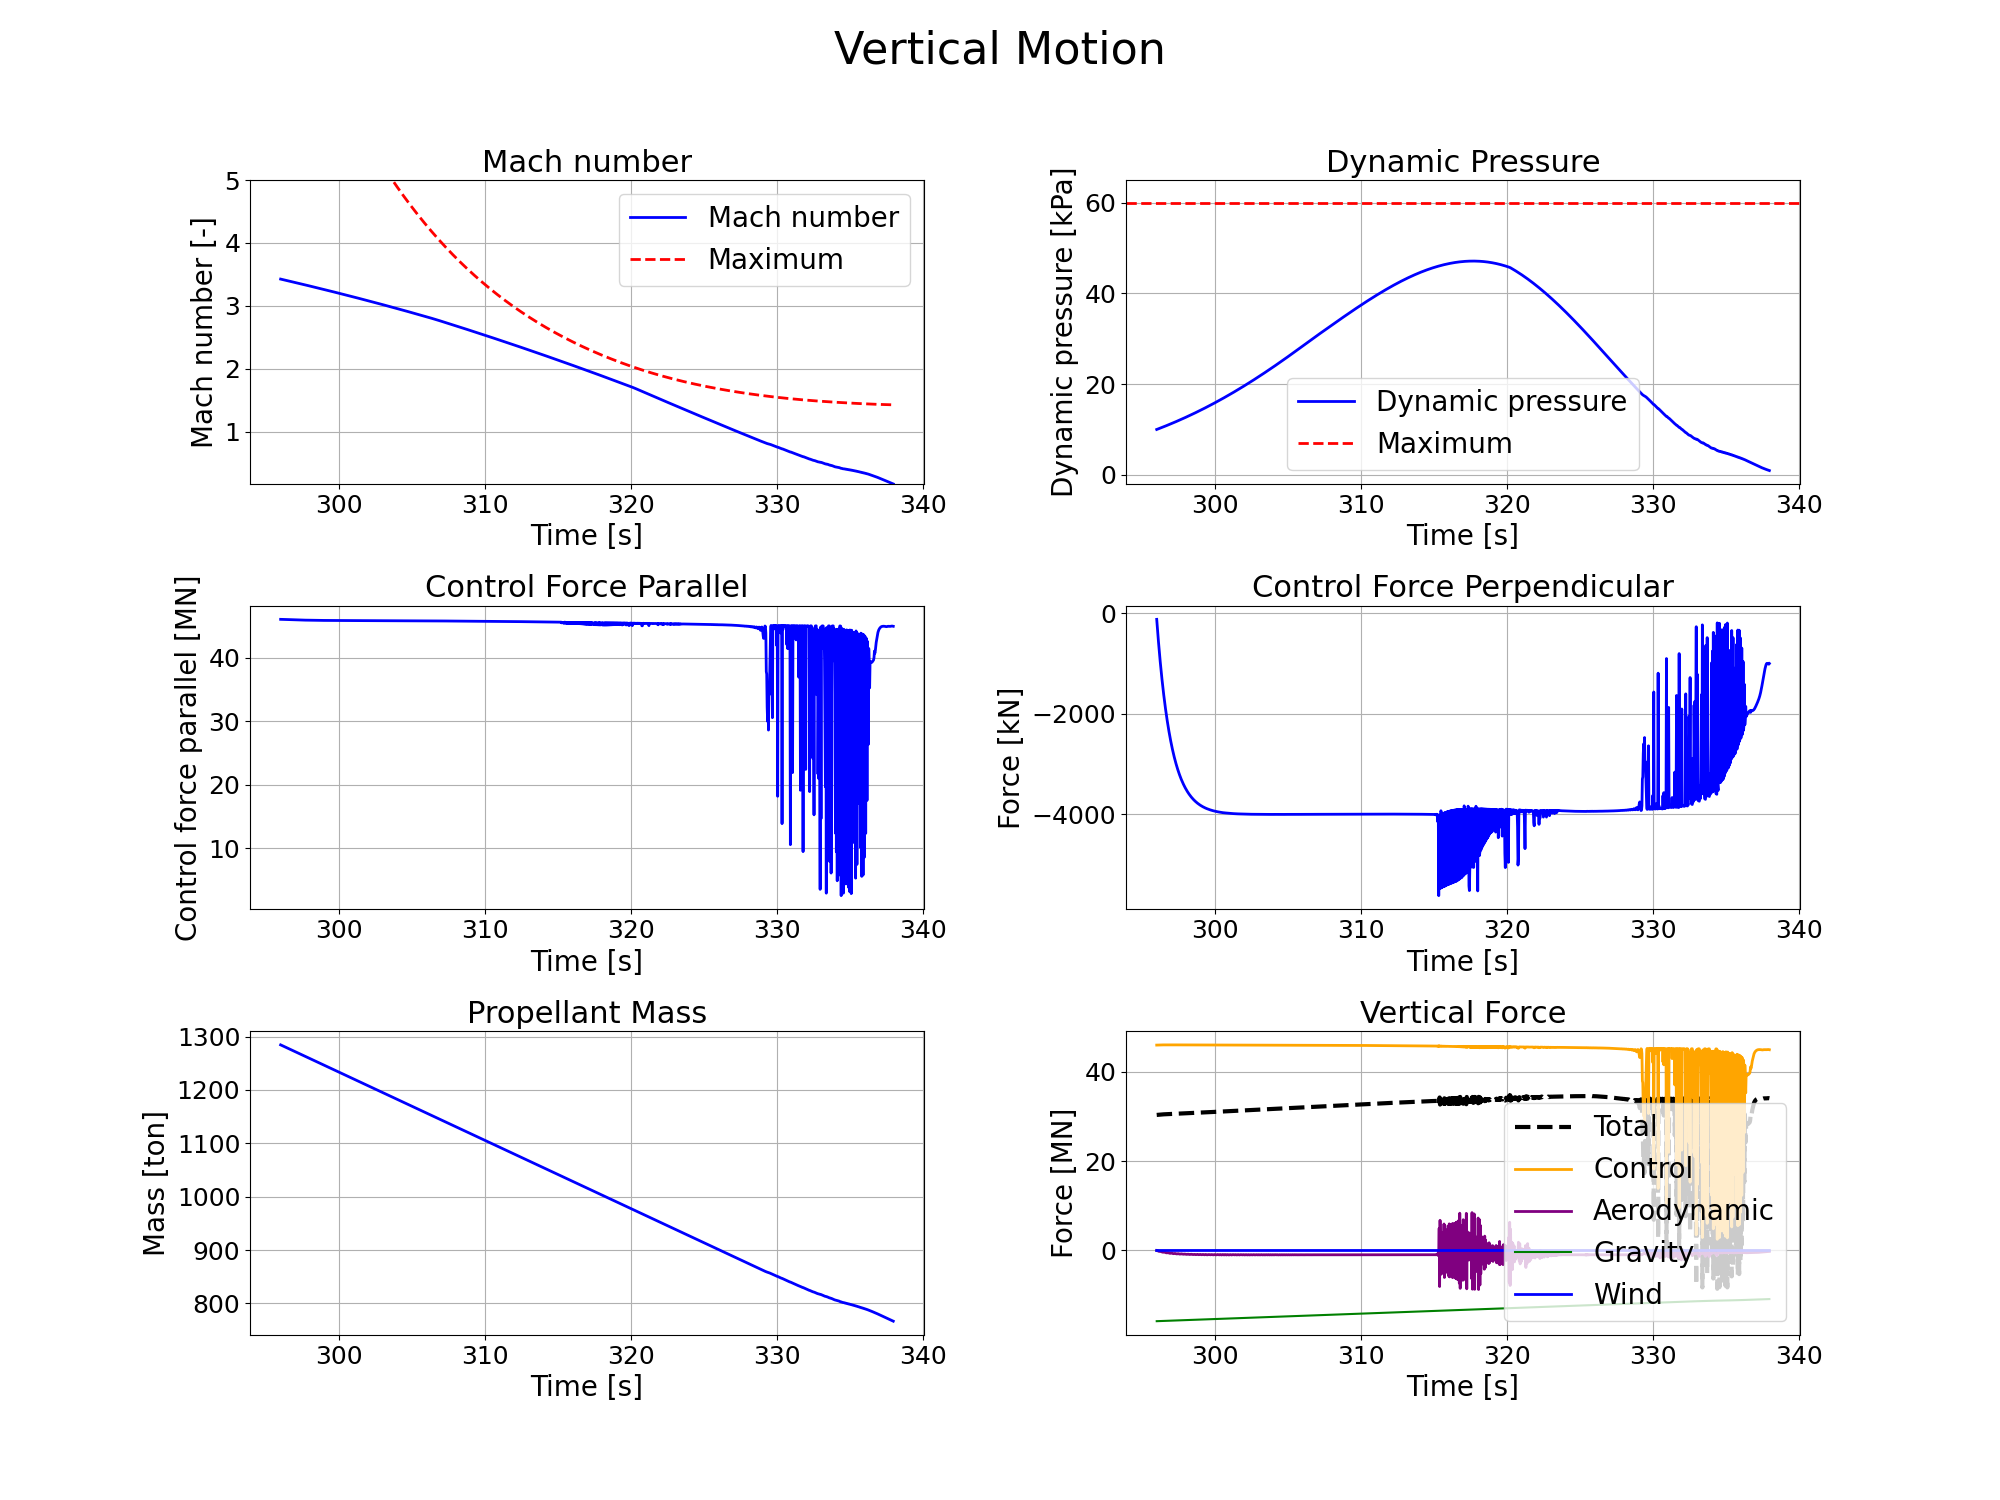 Vertical Motion
Mach number
Mach number [-]
5
4
3
2
1
Mach number
Maximum
300 310 320 330 340
Time [s]
Dynamic Pressure
Dynamic pressure [kPa]
60
40
20
0
Dynamic pressure
Maximum
300 310 320 330 340
Time [s]
Control Force Parallel
Control force parallel [MN]
40
30
20
10
300 310 320 330 340
Time [s]
Control Force Perpendicular
Force [kN]
0
−2000
−4000
300 310 320 330 340
Time [s]
Propellant Mass
Mass [ton]
1300
1200
1100
1000
900
800
300 310 320 330 340
Time [s]
Vertical Force
Force [MN]
40
20
0
Total
Control
Aerodynamic
Gravity
Wind
300 310 320 330 340
Time [s]